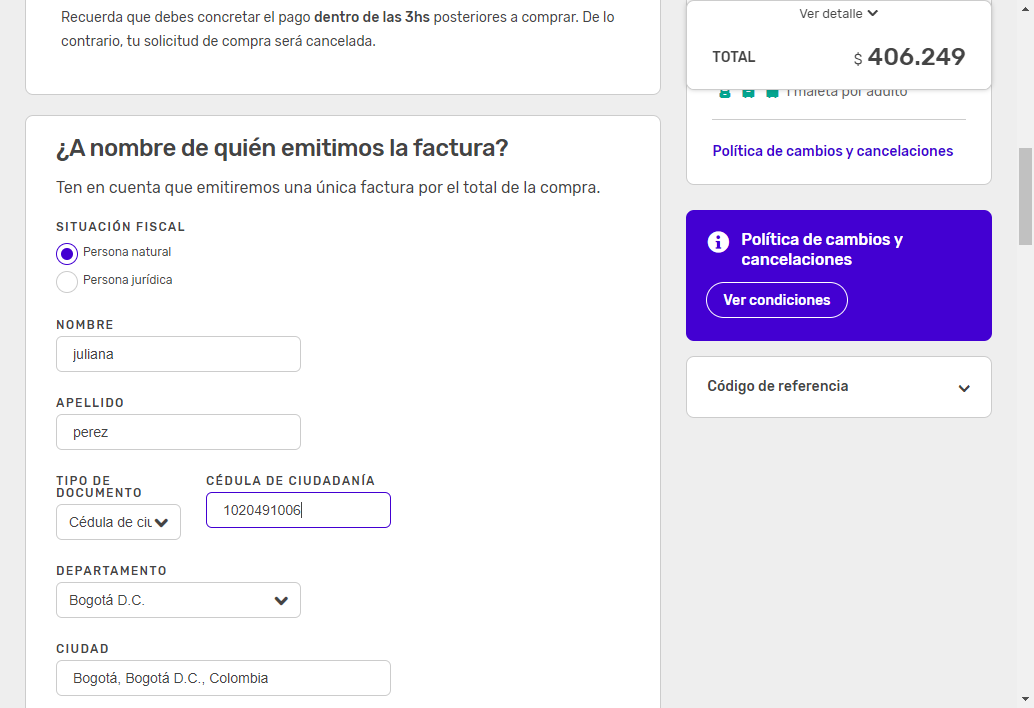 Recuerda que debes concretar el pago dentro de las 3hs posteriores a comprar. De lo
contrario, tu solicitud de compra será cancelada.
¿A nombre de quién emitimos la factura?
Ten en cuenta que emitiremos una única factura por el total de la compra.
SITUACIÓN FISCAL
Persona natural
Persona jurídica
NOMBRE
juliana
APELLIDO
perez
TIPO DE
DOCUMENTO
Cédula de ciu
CÉDULA DE CIUDADANÍA
1020491006
DEPARTAMENTO
Bogotá D.C.
CIUDAD
Bogotá, Bogotá D.C., Colombia
Ver detalle
TOTAL
$ 406.249
1 maleta por adulto
Política de cambios y cancelaciones
Política de cambios y
cancelaciones
Ver condiciones
Código de referencia